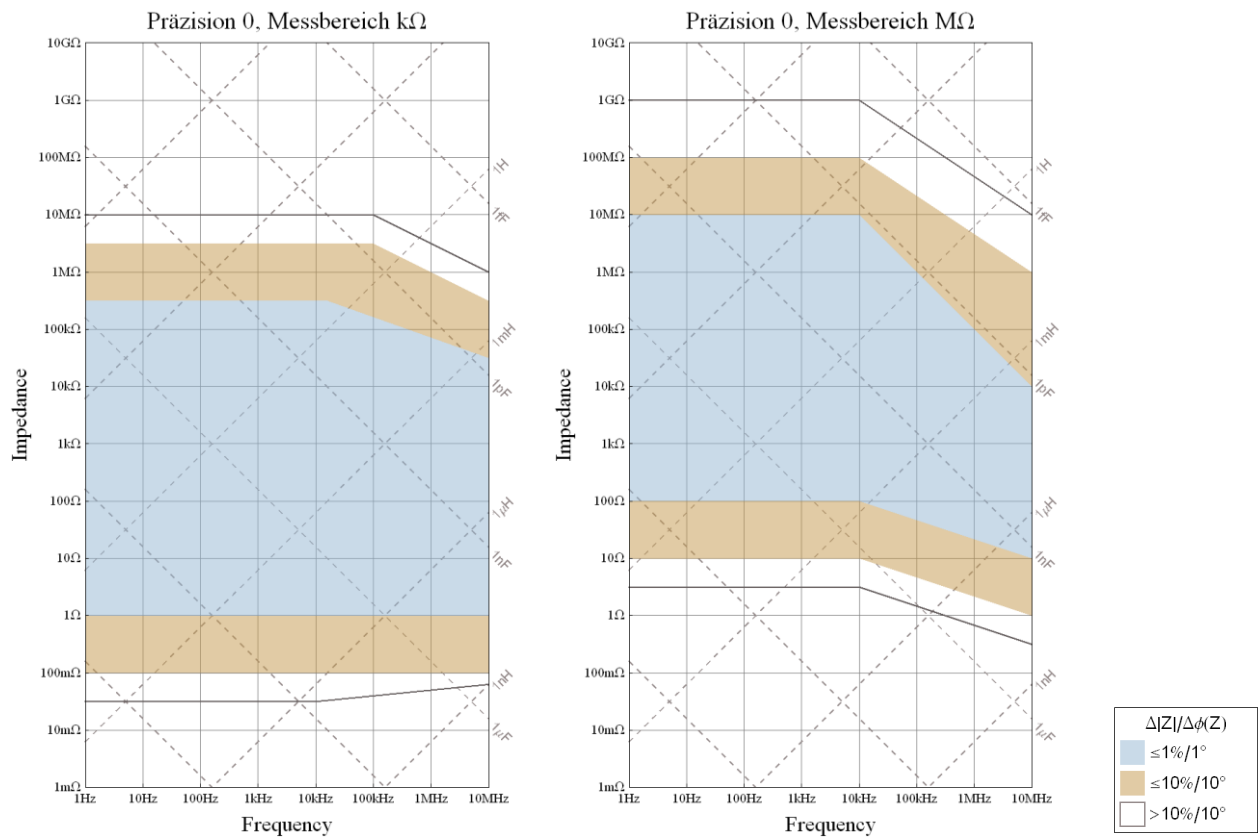 Präzision 0, Messbereich kΩ
10GΩ
1GΩ
100MΩ
10MΩ
1MΩ
100kΩ
10kΩ
1kΩ
100Ω
10Ω
1Ω
100mΩ
10mΩ
1mΩ
Impedance
1Hz 10Hz 100kHz 1kHz 10kHz 100kHz 1MHz 10MHz
Frequency
1H
1fF
1mH
1pF
1μH
1nF
1nH
1μF
Präzision 0, Messbereich MΩ
10GΩ
1GΩ
100MΩ
10MΩ
1MΩ
100kΩ
10kΩ
1kΩ
100Ω
10Ω
1Ω
100mΩ
10mΩ
1mΩ
Impedance
1Hz 10Hz 100kHz 1kHz 10kHz 100kHz 1MHz 10MHz
Frequency
1H
1fF
1mH
1pF
1μH
1nF
1nH
1μF
Δ|Z|/Δϕ(Z)
≤1%/1°
≤10%/10°
>10%/10°